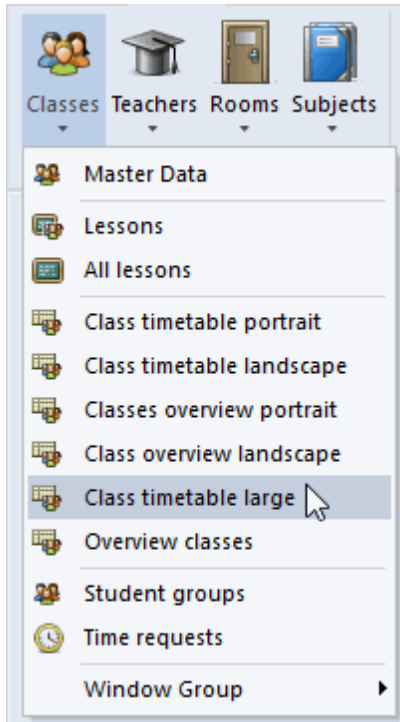 Classes Teachers Rooms Subjects
Master Data
Lessons
All lessons
Class timetable portrait
Class timetable landscape
Classes overview portrait
Class overview landscape
Class timetable large
Overview classes
Student groups
Time requests
Window Group